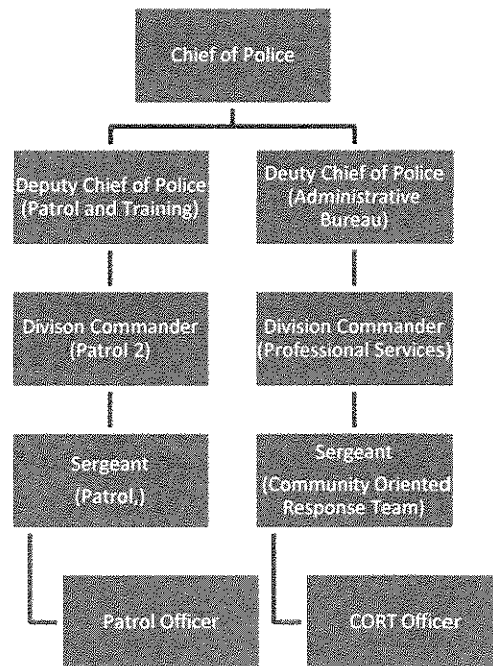 Chief of Police
Deputy Chief of Police
(Patrol and Training)
Deuty Chief of Police
(Administrative
Bureau)
Divison Commander
(Patrol 2)
Division Commander
(Professional Services)
Sergeant
(Patrol,)
Sergeant
(Community Oriented
Response Team)
Patrol Officer
CORT Officer